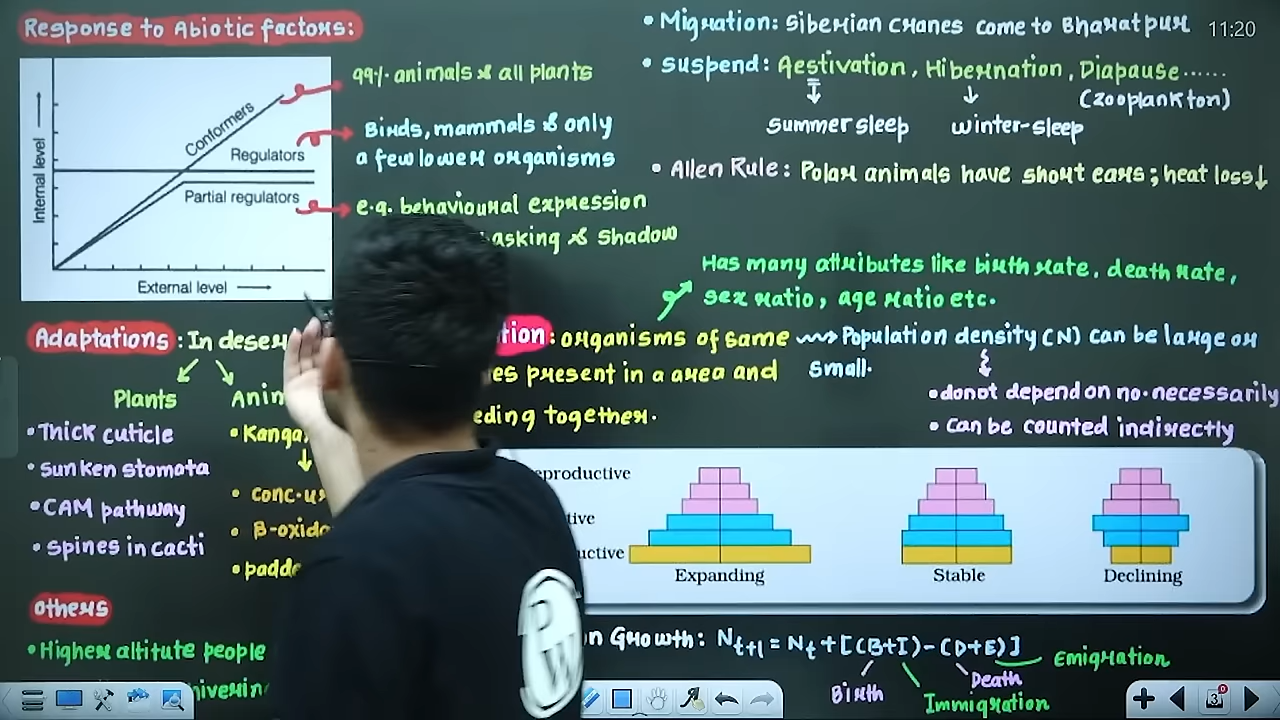 Response to Abiotic factors:
Internal level
Conformers
Regulators
Partial regulators
External level
99% animals & all plants
Birds, mammals & only
a few lower organisms
e.g. behavioural expression
asking & shadow
• Migration: Siberian cranes come to Bharatpur
11:20
• suspend: Aestivation, Hibernation, Diapause......
(zooplankton)
summer sleep
winter-sleep
• Allen Rule: Polar animals have short ears; heat loss↓
Has many attributes like birth rate, death rate,
sex ratio, age ratio etc.
tion: organisms of same
es present in a area and
eding together.
Population density (N) can be large or
small.
• donot depend on no. necessarily
• Can be counted indirectly
Adaptations: In deser
Plants
Anim
• Thick cuticle
• sunken stomata
• CAM pathway
• spines in cacti
• Kanga
• conc. u
• β-oxida
• padde
Others
• Higher altitute people
hiverin
eproductive
tive
uctive
Expanding
Stable
Declining
n Growth: Nt+1 = Nt + [(B+I) - (D+E)]
Birth
Immigration
Death
Emigration
PW
3